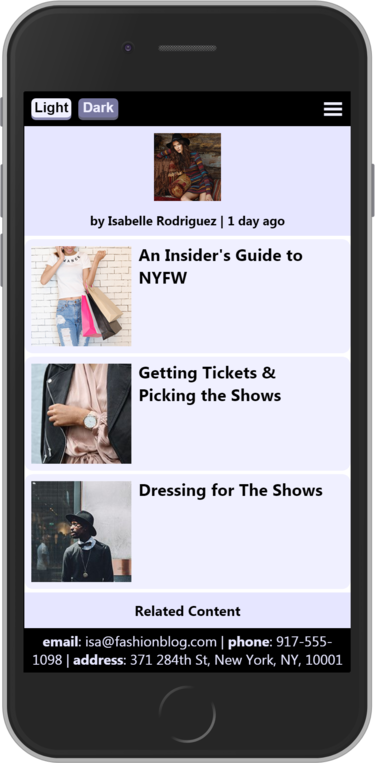 Light Dark
by Isabelle Rodriguez | 1 day ago
An Insider's Guide to
NYFW
Getting Tickets &
Picking the Shows
Dressing for The Shows
Related Content
email: isa@fashionblog.com | phone: 917-555-
1098 | address: 371 284th St, New York, NY, 10001